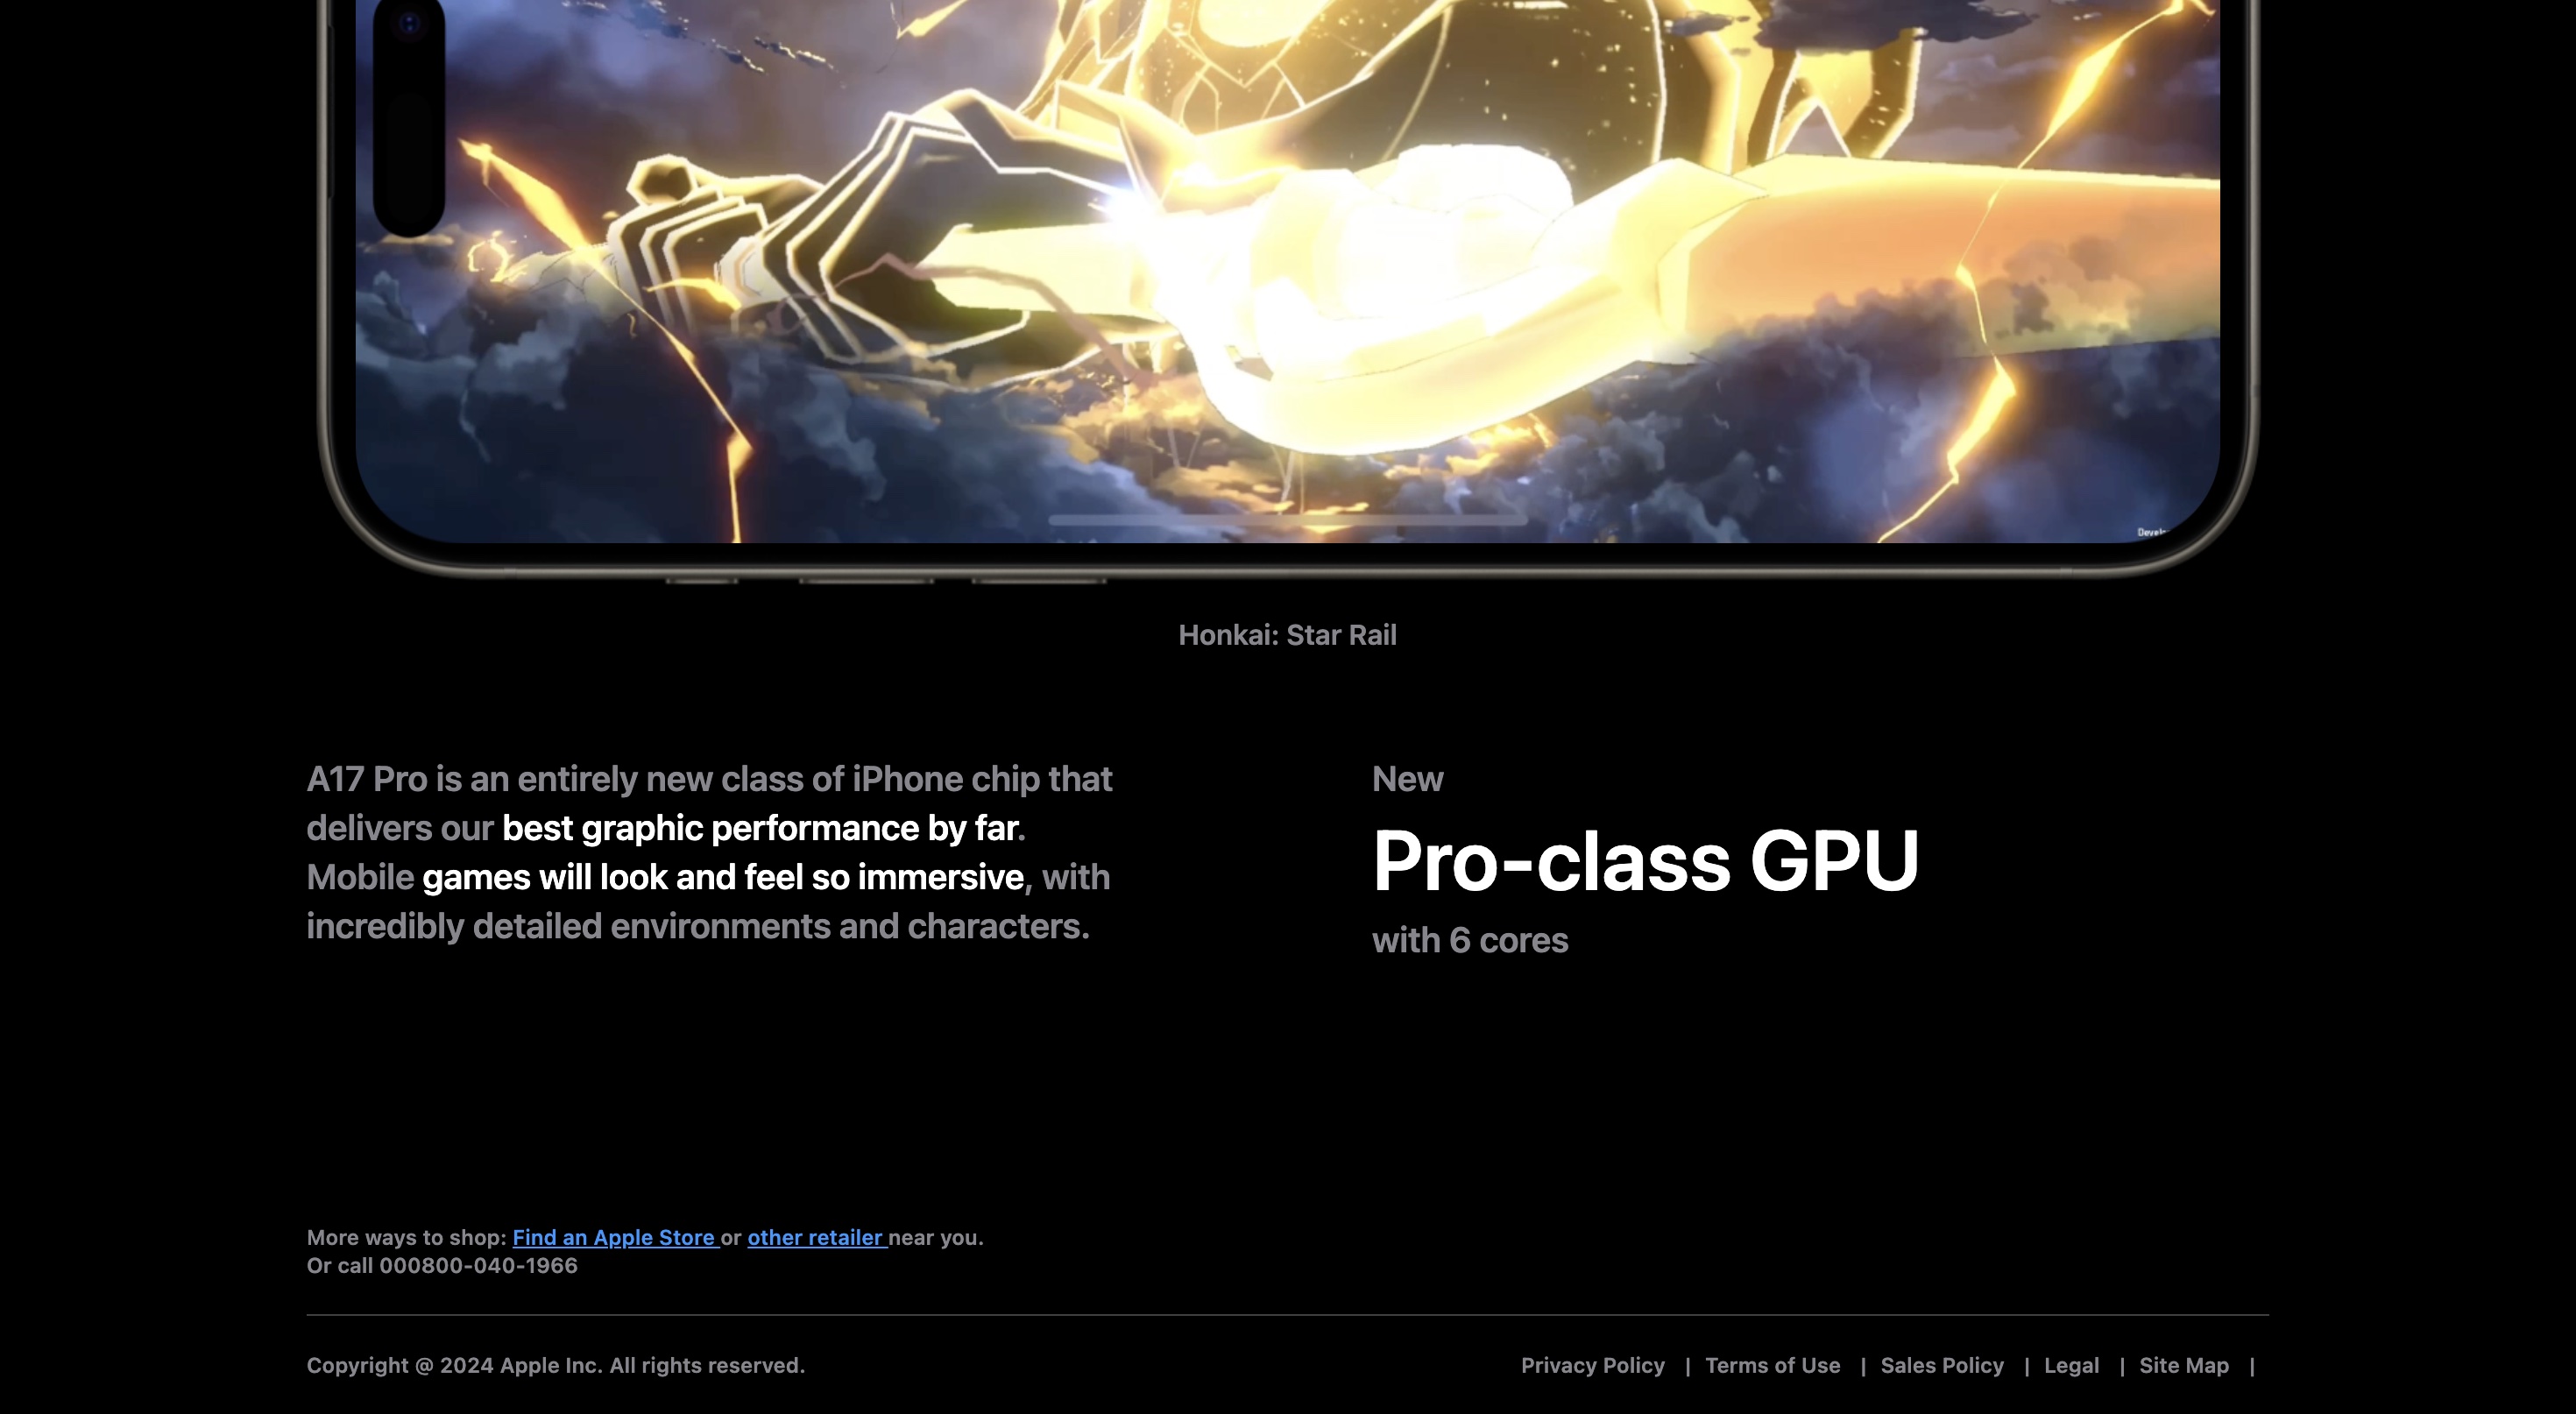 Honkai: Star Rail
A17 Pro is an entirely new class of iPhone chip that
delivers our best graphic performance by far.
Mobile games will look and feel so immersive, with
incredibly detailed environments and characters.
New
Pro-class GPU
with 6 cores
More ways to shop: Find an Apple Store or other retailer near you.
Or call 000800-040-1966
Copyright @ 2024 Apple Inc. All rights reserved.
Privacy Policy | Terms of Use | Sales Policy | Legal | Site Map |